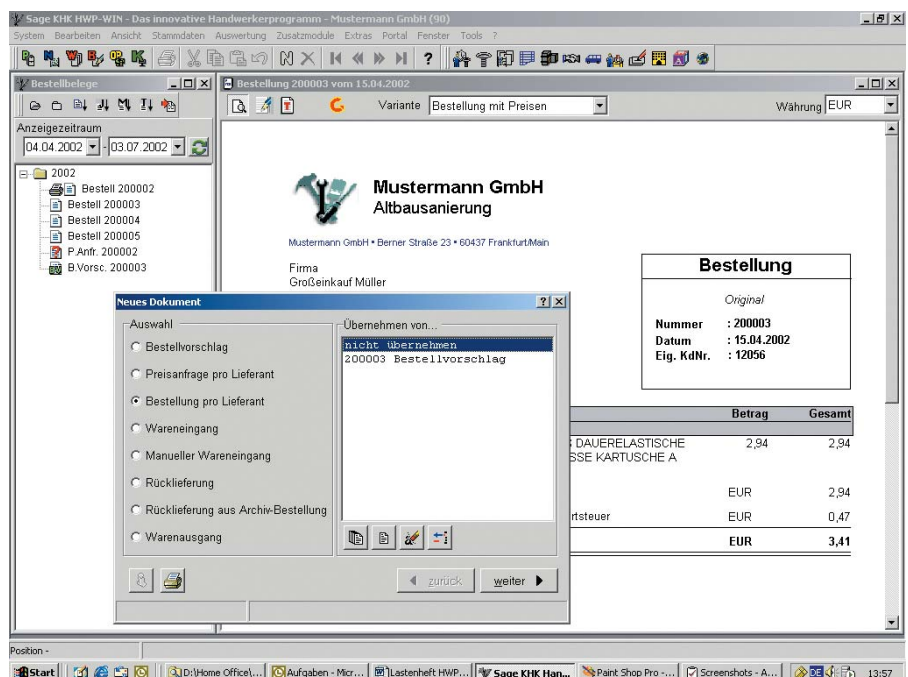 Sage KHK HWP-WIN - Das innovative Handwerkerprogramm - Mustermann GmbH (90)
System Bearbeiten Ansicht Stammdaten Auswertung Zusatzmodule Extras Portal Fenster Tools ?
Bestellbelege
Anzeigezeitraum
04.04.2002 - 03.07.2002
2002
Bestell 200002
Bestell 200003
Bestell 200004
Bestell 200005
P.Anfr. 200002
B.Vorsc. 200003
Bestellung 200003 vom 15.04.2002
Variante Bestellung mit Preisen Währung EUR
Mustermann GmbH
Altbausanierung
Mustermann GmbH • Berner Straße 23 • 60437 Frankfurt/Main
Firma
Großeinkauf Müller
Bestellung
Original
Nummer : 200003
Datum : 15.04.2002
Eig. KdNr. : 12056
Betrag Gesamt
DAUERELASTISCHE 2,94 2,94
SSE KARTUSCHE A
EUR 2,94
rtsteuer EUR 0,47
EUR 3,41
Neues Dokument
Auswahl
Bestellvorschlag
Preisanfrage pro Lieferant
Bestellung pro Lieferant
Wareneingang
Manueller Wareneingang
Rücklieferung
Rücklieferung aus Archiv-Bestellung
Warenausgang
Übernehmen von...
nicht übernehmen
200003 Bestellvorschlag
zurück weiter
Position -
Start D:\Home Office\... Aufgaben - Micr... Lastenheft HWP... Sage KHK Han... Paint Shop Pro -... Screenshots - A... DE 13:57